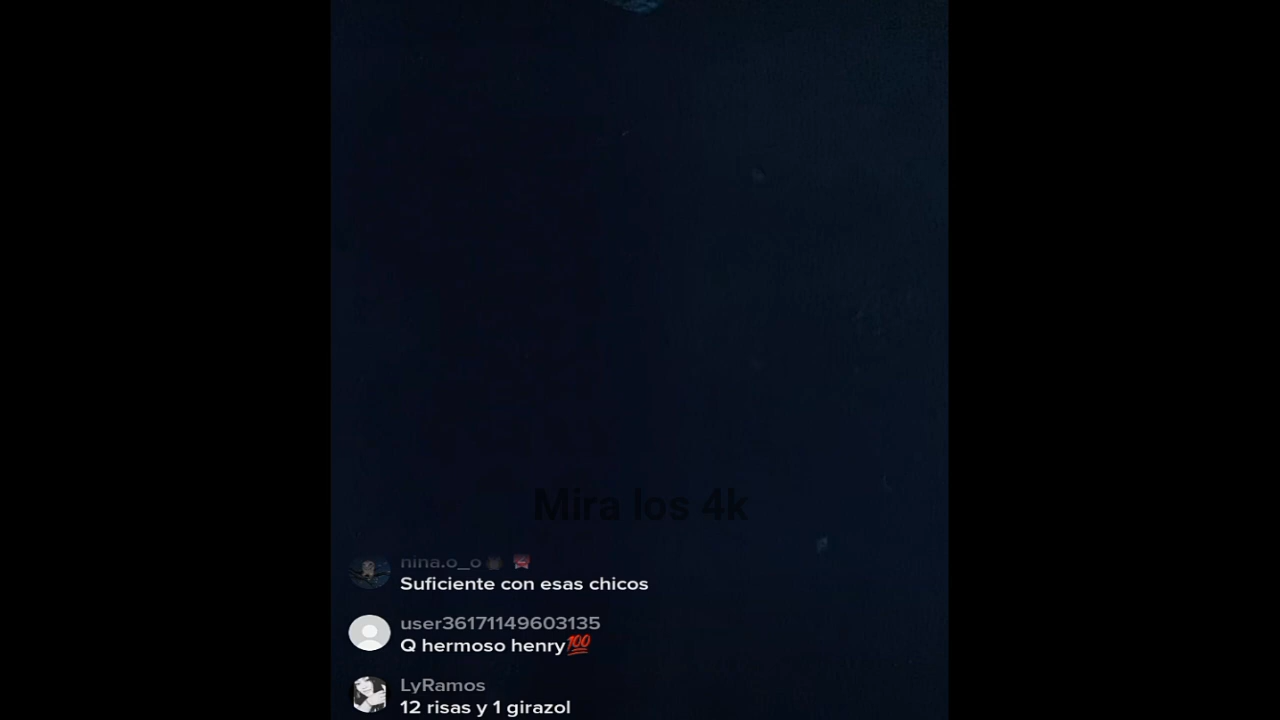 Mira los 4k
nina.o_o
Suficiente con esas chicos
user36171149603135
Q hermoso henry💯
LyRamos
12 risas y 1 girazol